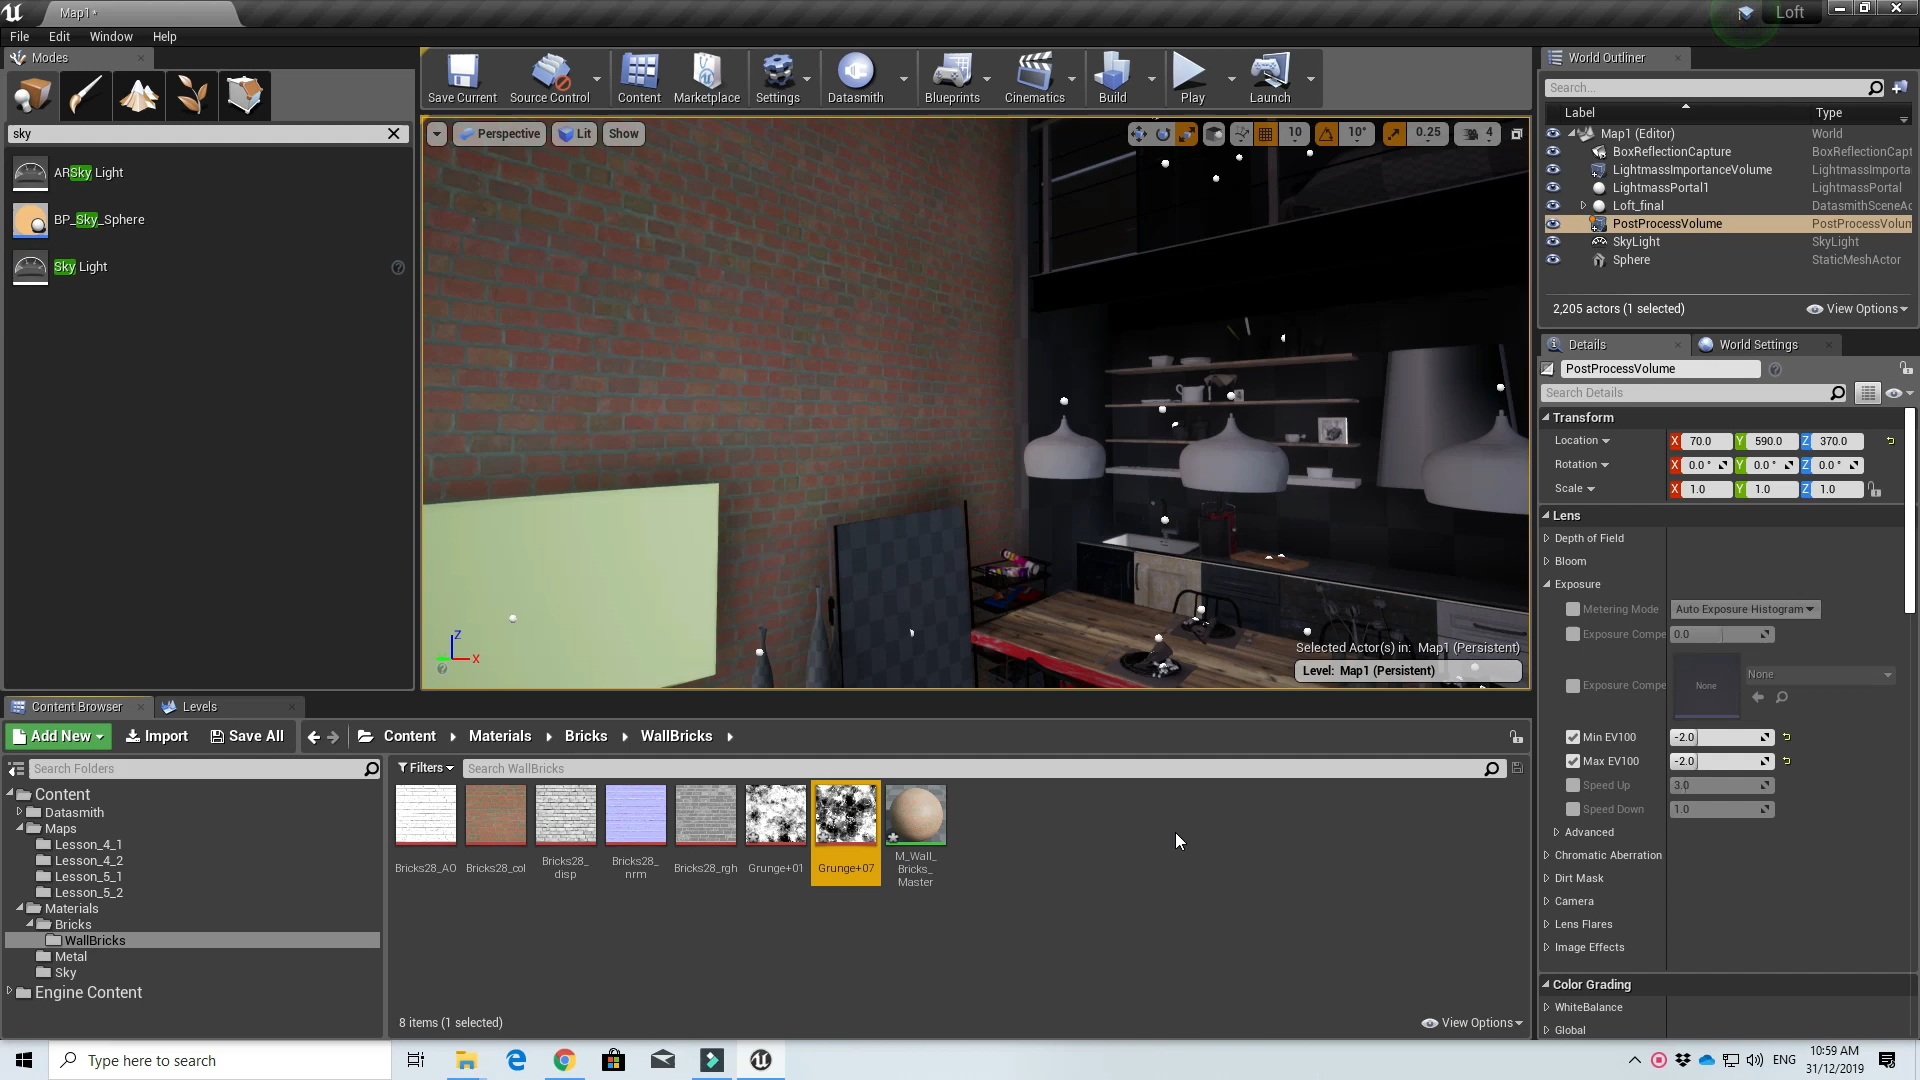 Map1*
Loft
File Edit Window Help
Modes
sky
ARSky Light
BP_Sky_Sphere
Sky Light
Save Current
Source Control
Content
Marketplace
Settings
Datasmith
Blueprints
Cinematics
Build
Play
Launch
Perspective
Lit
Show
10
10°
0.25
4
Z
X
Selected Actor(s) in: Map1 (Persistent)
Level: Map1 (Persistent)
World Outliner
Search...
Label Type
Map1 (Editor) World
BoxReflectionCapture BoxReflectionCapt
LightmassImportanceVolume LightmassImporta
LightmassPortal1 LightmassPortal
Loft_final DatasmithSceneAc
PostProcessVolume PostProcessVolum
SkyLight SkyLight
Sphere StaticMeshActor
2,205 actors (1 selected)
View Options
Details
World Settings
PostProcessVolume
Search Details
Transform
Location X 70.0 Y 590.0 Z 370.0
Rotation X 0.0 ° Y 0.0 ° Z 0.0 °
Scale X 1.0 Y 1.0 Z 1.0
Lens
Depth of Field
Bloom
Exposure
Metering Mode Auto Exposure Histogram
Exposure Compe 0.0
Exposure Compe None None
Min EV100 -2.0
Max EV100 -2.0
Speed Up 3.0
Speed Down 1.0
Advanced
Chromatic Aberration
Dirt Mask
Camera
Lens Flares
Image Effects
Color Grading
WhiteBalance
Global
Content Browser
Levels
Add New Import Save All Content Materials Bricks WallBricks
Search Folders
Filters
Search WallBricks
Content
Datasmith
Maps
Lesson_4_1
Lesson_4_2
Lesson_5_1
Lesson_5_2
Materials
Bricks
WallBricks
Metal
Sky
Engine Content
Bricks28_AO
Bricks28_col
Bricks28_
disp
Bricks28_
nrm
Bricks28_rgh
Grunge+01
Grunge+07
M_Wall_
Bricks_
Master
8 items (1 selected)
View Options
Type here to search
ENG
10:59 AM
31/12/2019